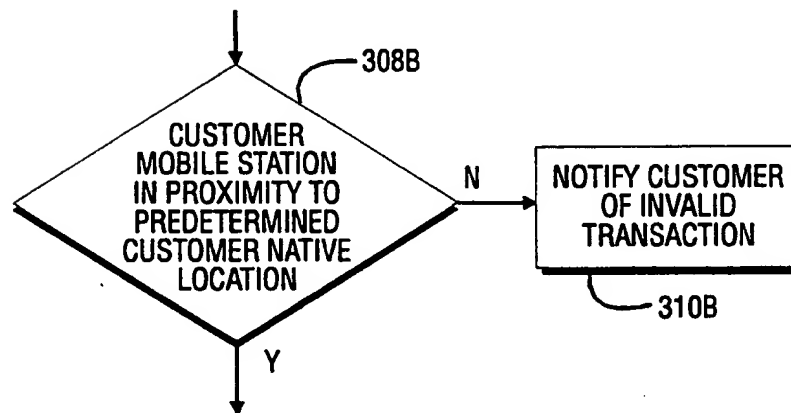 308B
CUSTOMER
MOBILE STATION
IN PROXIMITY TO
PREDETERMINED
CUSTOMER NATIVE
LOCATION
N
NOTIFY CUSTOMER
OF INVALID
TRANSACTION
310B
Y